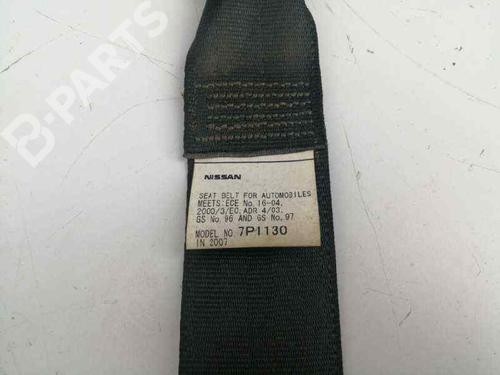 B-PARTS
NISSAN
SEAT BELT FOR AUTOMOBILES
MEETS:ECE No. 16-04,
2000/3/EC, ADR 4/03,
GS No. 96 AND GS No. 97
MODEL NO. 7P1130
IN 2007